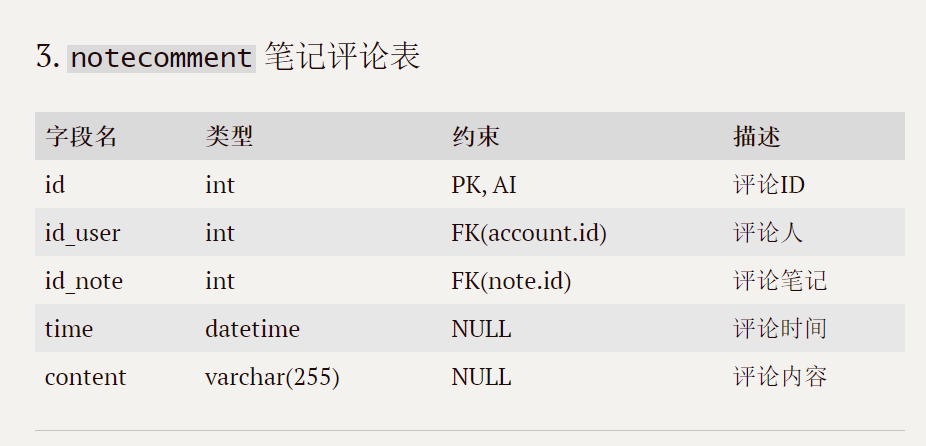 3. notecomment 笔记评论表
字段名 类型 约束 描述
id int PK, AI 评论ID
id_user int FK(account.id) 评论人
id_note int FK(note.id) 评论笔记
time datetime NULL 评论时间
content varchar(255) NULL 评论内容